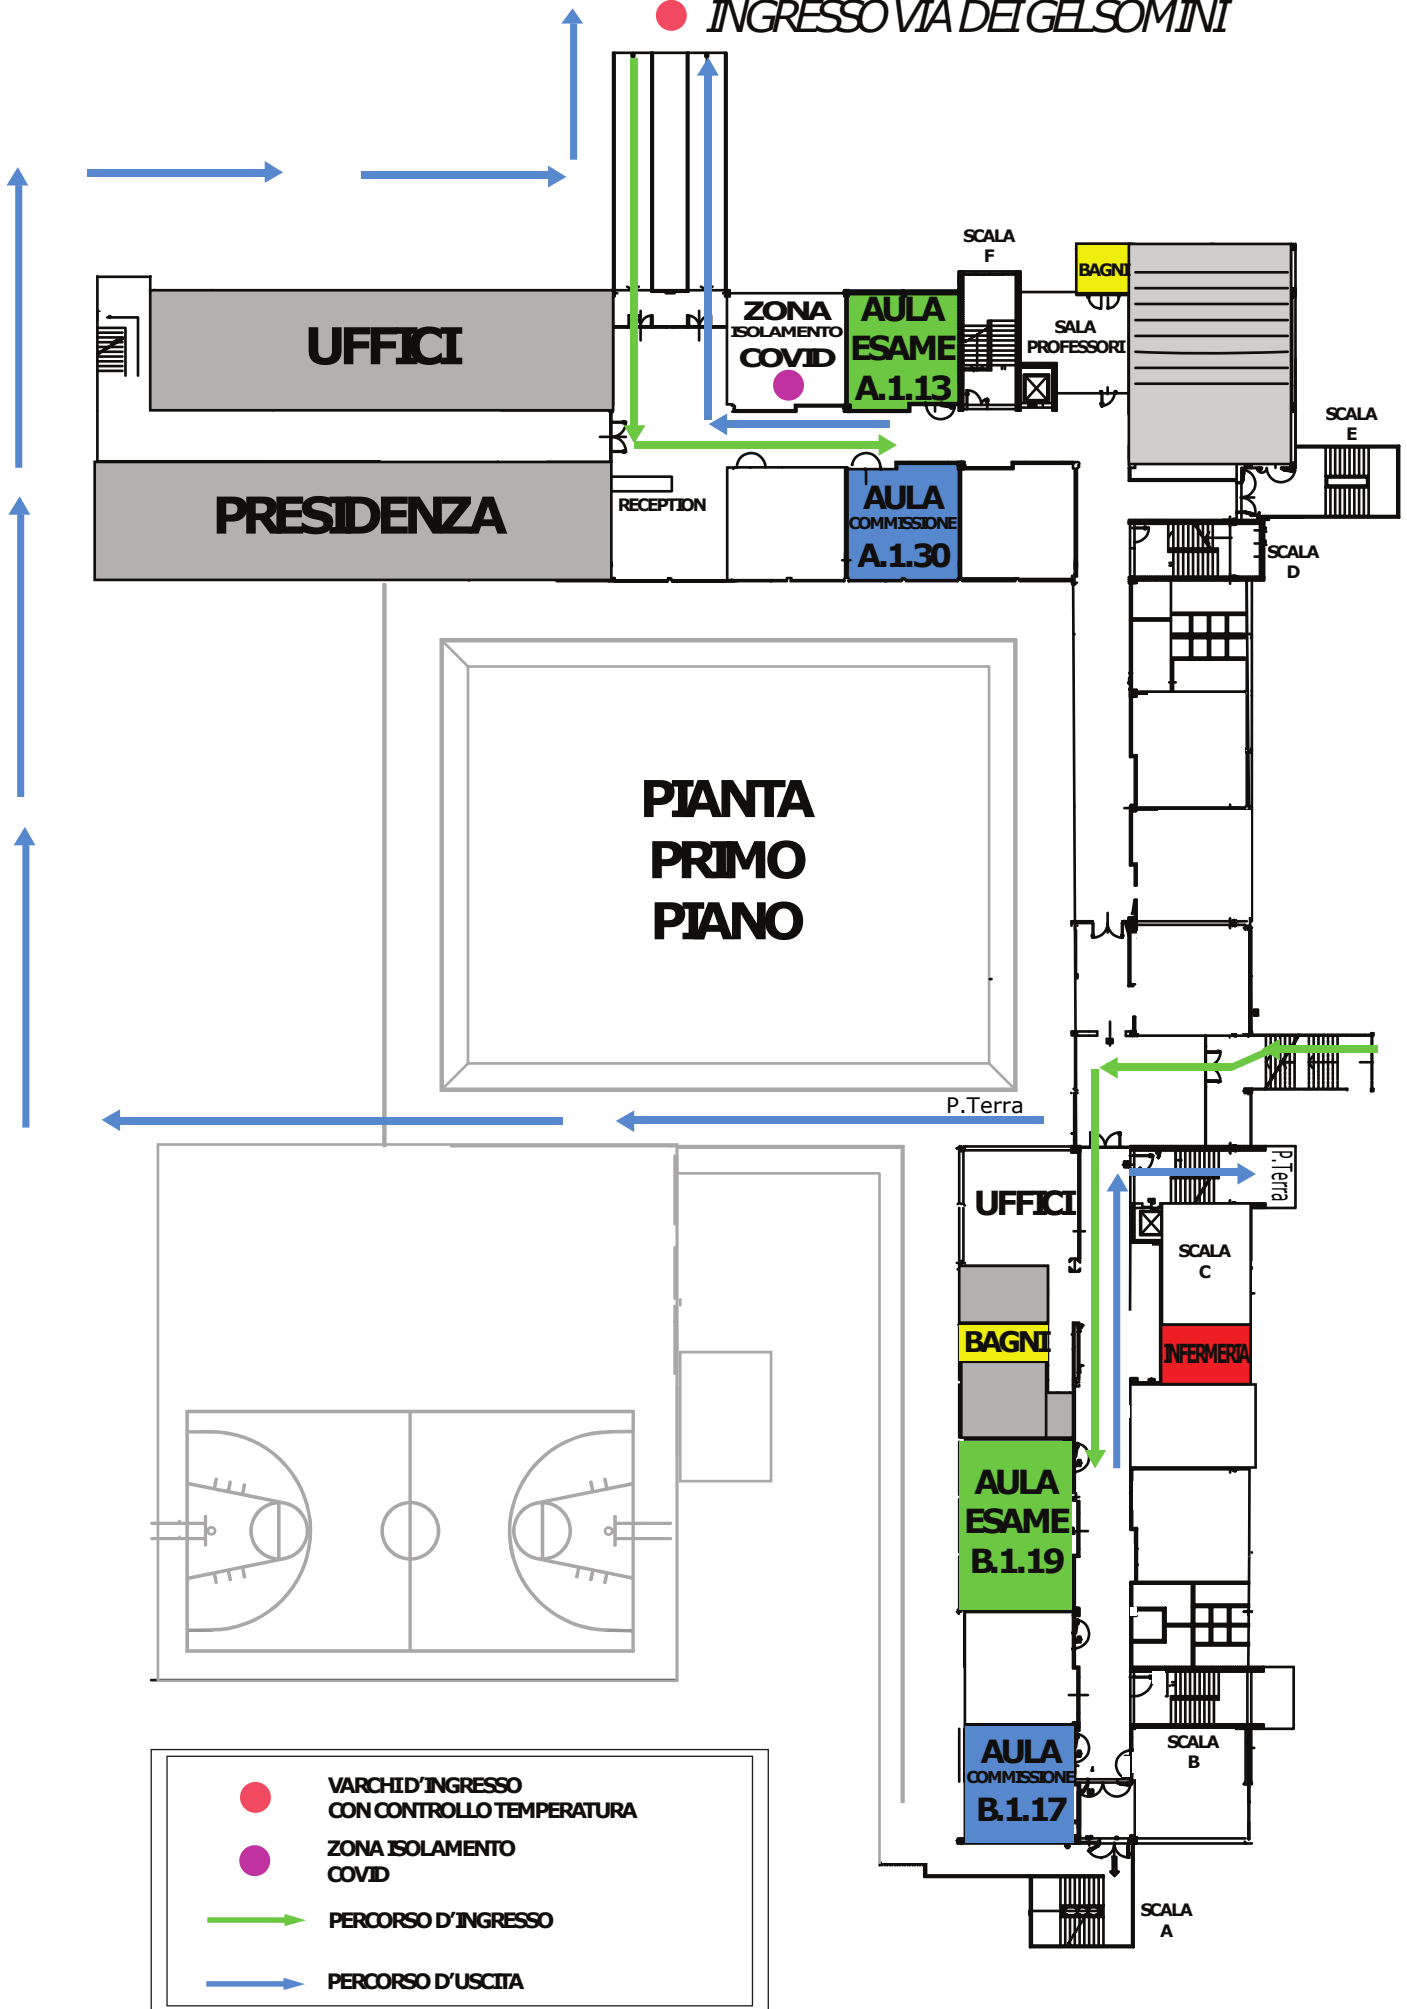 INGRESSO VIA DEI GELSOMINI
SCALA
F
BAGNI
ZONA
ISOLAMENTO
COVID
AULA
ESAME
A.1.13
SALA
PROFESSORI
UFFICI
SCALA
E
PRESIDENZA
RECEPTION
AULA
COMMISSIONE
A.1.30
SCALA
D
PIANTA
PRIMO
PIANO
P.Terra
P.Terra
UFFICI
SCALA
C
BAGNI
INFERMERIA
AULA
ESAME
B.1.19
AULA
COMMISSIONE
B.1.17
SCALA
B
SCALA
A
VARCHI D'INGRESSO
CON CONTROLLO TEMPERATURA
ZONA ISOLAMENTO
COVID
PERCORSO D'INGRESSO
PERCORSO D'USCITA